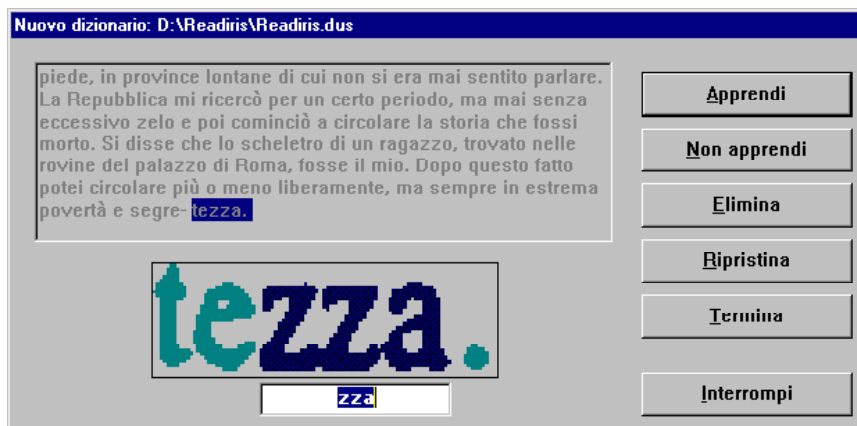 Nuovo dizionario: D:\Readiris\Readiris.dus
piede, in province lontane di cui non si era mai sentito parlare.
La Repubblica mi ricercò per un certo periodo, ma mai senza
eccessivo zelo e poi cominciò a circolare la storia che fossi
morto. Si disse che lo scheletro di un ragazzo, trovato nelle
rovine del palazzo di Roma, fosse il mio. Dopo questo fatto
potei circolare più o meno liberamente, ma sempre in estrema
povertà e segre- tezza.
tezza.
zza
Apprendi
Non apprendi
Elimina
Ripristina
Termina
Interrompi